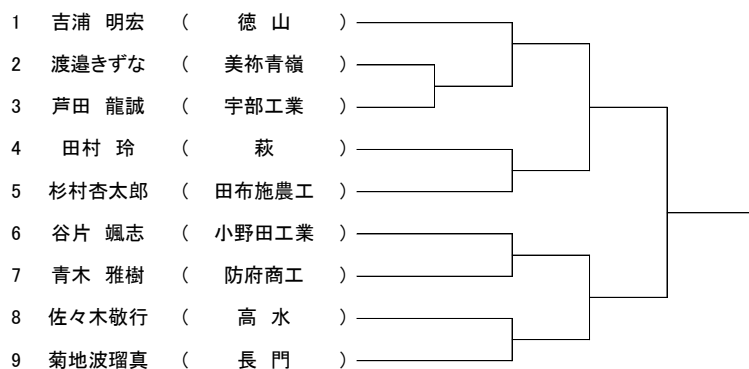 1 吉浦 明宏 ( 徳 山 )
2 渡邉きずな ( 美祢青嶺 )
3 芦田 龍誠 ( 宇部工業 )
4 田村 玲 ( 萩 )
5 杉村杏太郎 ( 田布施農工 )
6 谷片 颯志 ( 小野田工業 )
7 青木 雅樹 ( 防府商工 )
8 佐々木敬行 ( 高 水 )
9 菊地波瑠真 ( 長 門 )